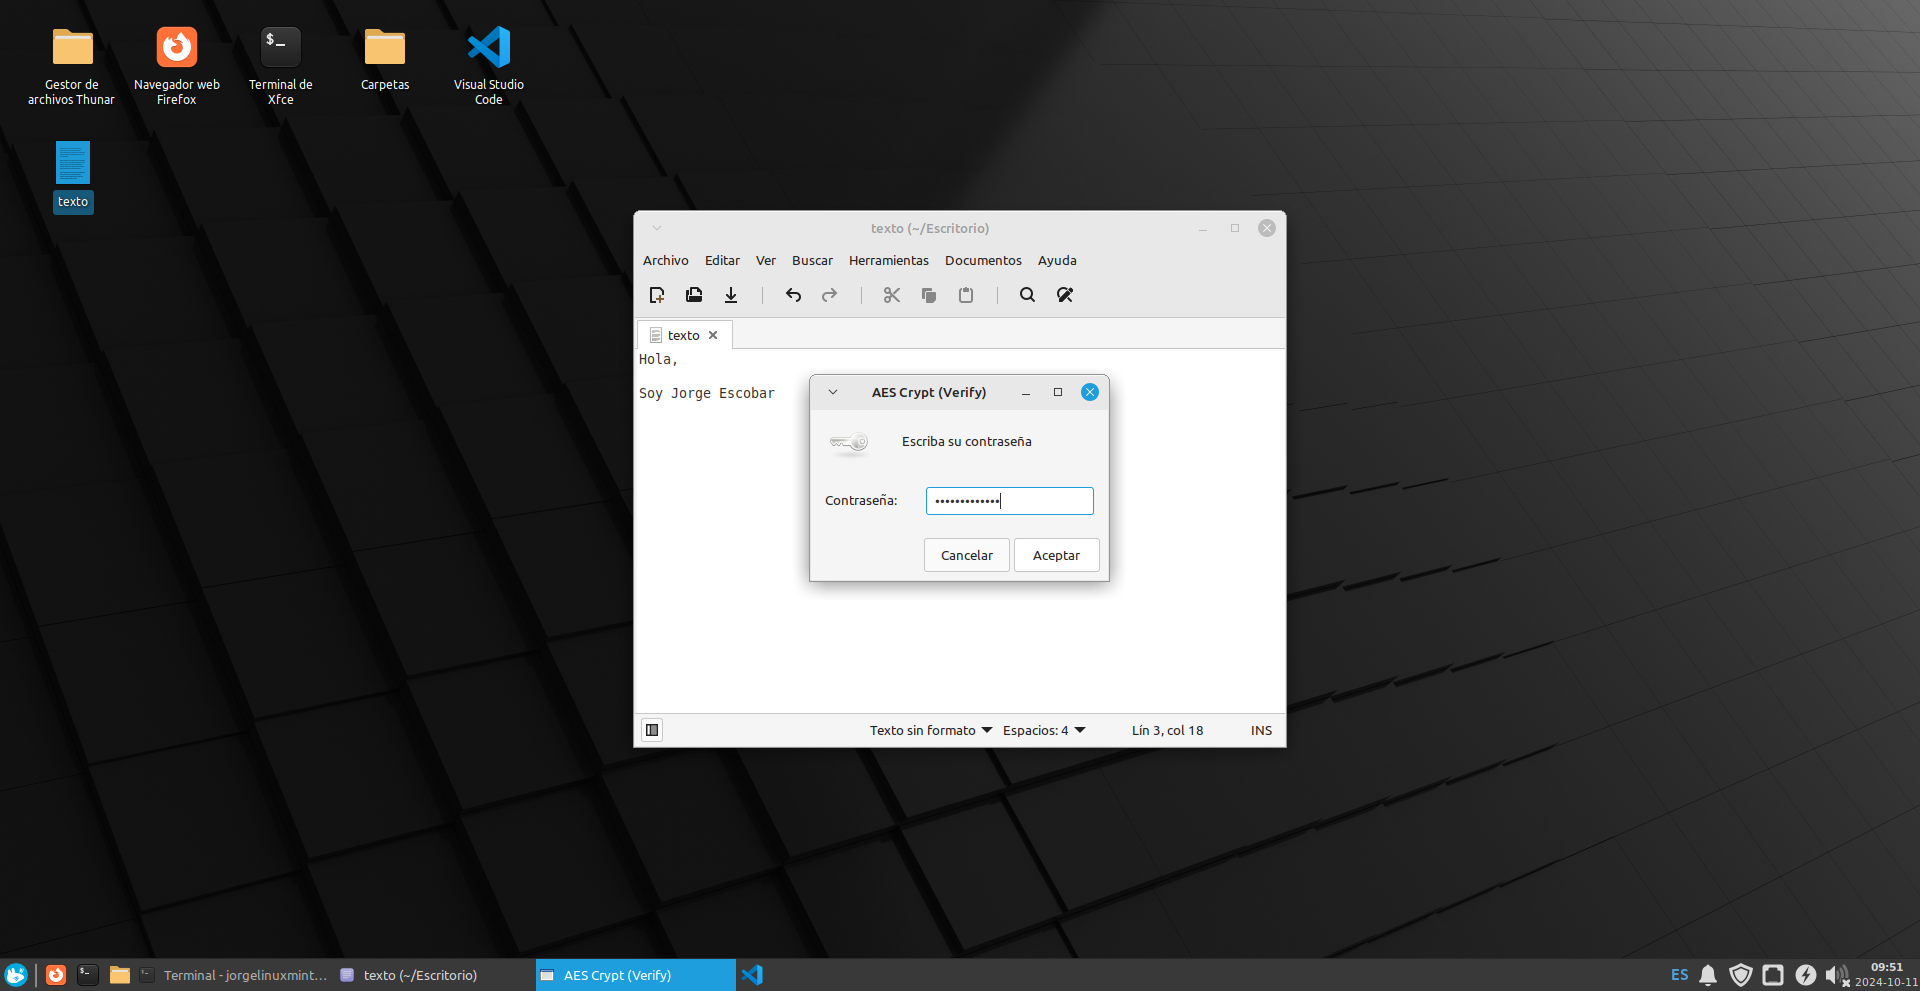 Gestor de
archivos Thunar
Navegador web
Firefox
Terminal de
Xfce
Carpetas
Visual Studio
Code
texto
texto (~/Escritorio)
Archivo Editar Ver Buscar Herramientas Documentos Ayuda
texto
Hola,
Soy Jorge Escobar
AES Crypt (Verify)
Escriba su contraseña
Contraseña: •••••••••••••
Cancelar Aceptar
Texto sin formato Espacios: 4 Lín 3, col 18 INS
Terminal - jorgelinuxmint... texto (~/Escritorio) AES Crypt (Verify) ES 09:51
2024-10-11